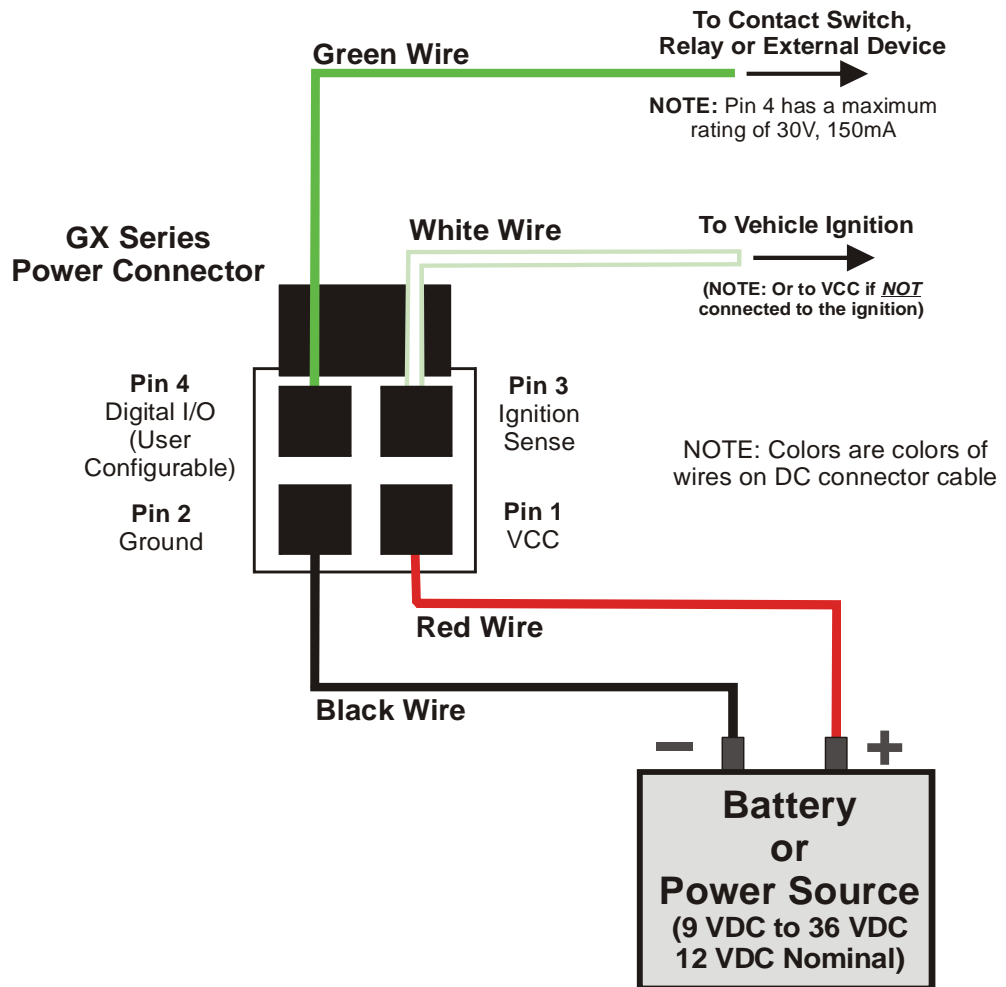 To Contact Switch,
Relay or External Device
Green Wire
NOTE: Pin 4 has a maximum
rating of 30V, 150mA
GX Series
Power Connector
White Wire
To Vehicle Ignition
(NOTE: Or to VCC if NOT
connected to the ignition)
Pin 4
Digital I/O
(User
Configurable)
Pin 3
Ignition
Sense
NOTE: Colors are colors of
wires on DC connector cable
Pin 2
Ground
Pin 1
VCC
Red Wire
Black Wire
– +
Battery
or
Power Source
(9 VDC to 36 VDC
12 VDC Nominal)